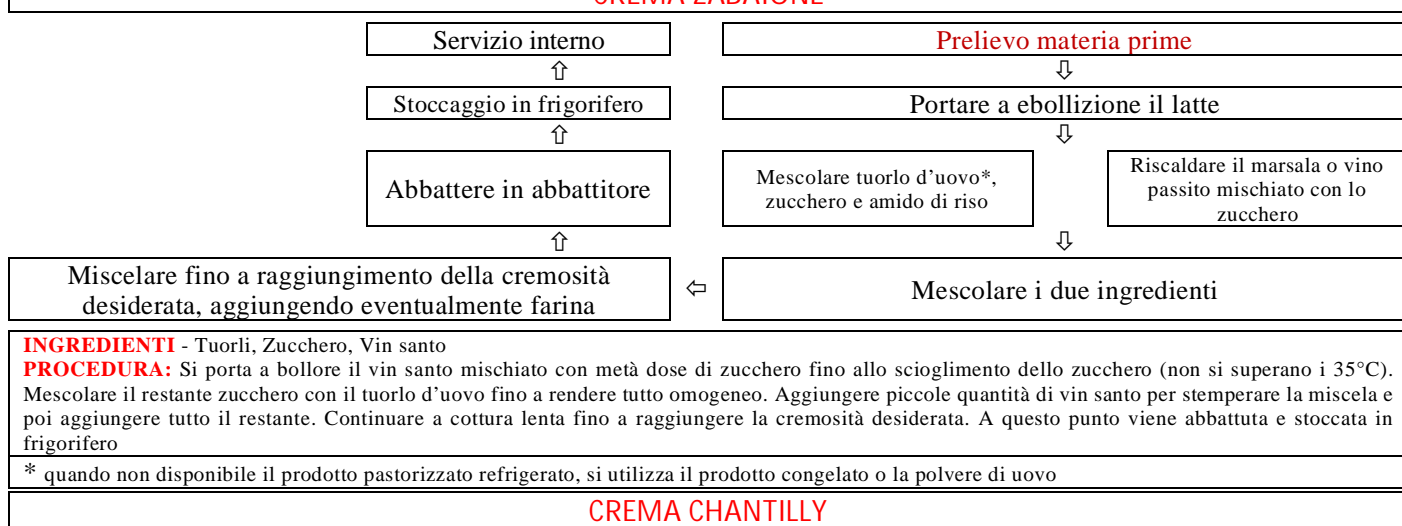 CREMA ZABAIONE
Servizio interno
Prelievo materia prime
⇧
⇩
Stoccaggio in frigorifero
Portare a ebollizione il latte
⇧
⇩
Abbattere in abbattitore
Mescolare tuorlo d’uovo*,
zucchero e amido di riso
Riscaldare il marsala o vino
passito mischiato con lo
zucchero
⇧
⇩
Miscelare fino a raggiungimento della cremosità
desiderata, aggiungendo eventualmente farina
⇦
Mescolare i due ingredienti
INGREDIENTI - Tuorli, Zucchero, Vin santo
PROCEDURA: Si porta a bollore il vin santo mischiato con metà dose di zucchero fino allo scioglimento dello zucchero (non si superano i 35°C).
Mescolare il restante zucchero con il tuorlo d’uovo fino a rendere tutto omogeneo. Aggiungere piccole quantità di vin santo per stemperare la miscela e
poi aggiungere tutto il restante. Continuare a cottura lenta fino a raggiungere la cremosità desiderata. A questo punto viene abbattuta e stoccata in
frigorifero
* quando non disponibile il prodotto pastorizzato refrigerato, si utilizza il prodotto congelato o la polvere di uovo
CREMA CHANTILLY